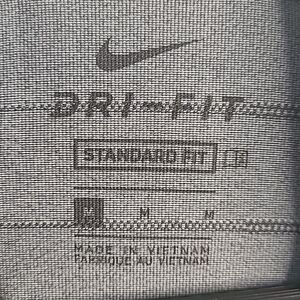 DRI-FIT
STANDARD FIT
M M M
MADE IN VIETNAM
FABRIQUÉ AU VIETNAM